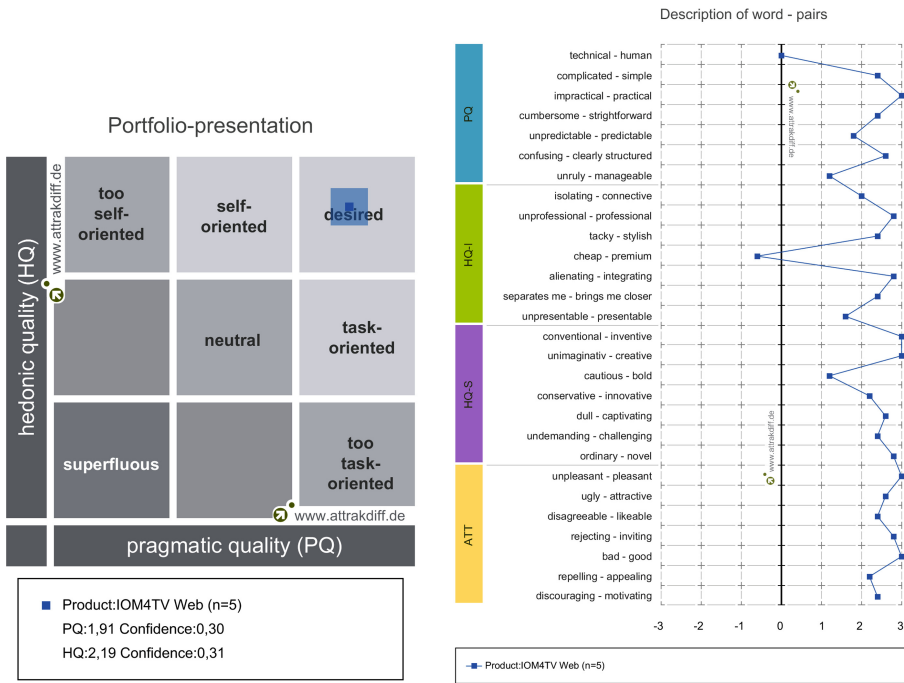 Portfolio-presentation
hedonic quality (HQ)
www.attrakdiff.de
too
self-
oriented
self-
oriented
desired
neutral
task-
oriented
superfluous
too
task-
oriented
www.attrakdiff.de
pragmatic quality (PQ)
Product:IOM4TV Web (n=5)
PQ:1,91 Confidence:0,30
HQ:2,19 Confidence:0,31
Description of word - pairs
PQ
technical - human
complicated - simple
impractical - practical
cumbersome - strightforward
unpredictable - predictable
confusing - clearly structured
unruly - manageable
www.attrakdiff.de
HQ-I
isolating - connective
unprofessional - professional
tacky - stylish
cheap - premium
alienating - integrating
separates me - brings me closer
unpresentable - presentable
HQ-S
conventional - inventive
unimaginativ - creative
cautious - bold
conservative - innovative
dull - captivating
undemanding - challenging
ordinary - novel
www.attrakdiff.de
ATT
unpleasant - pleasant
ugly - attractive
disagreeable - likeable
rejecting - inviting
bad - good
repelling - appealing
discouraging - motivating
-3 -2 -1 0 1 2 3
Product:IOM4TV Web (n=5)